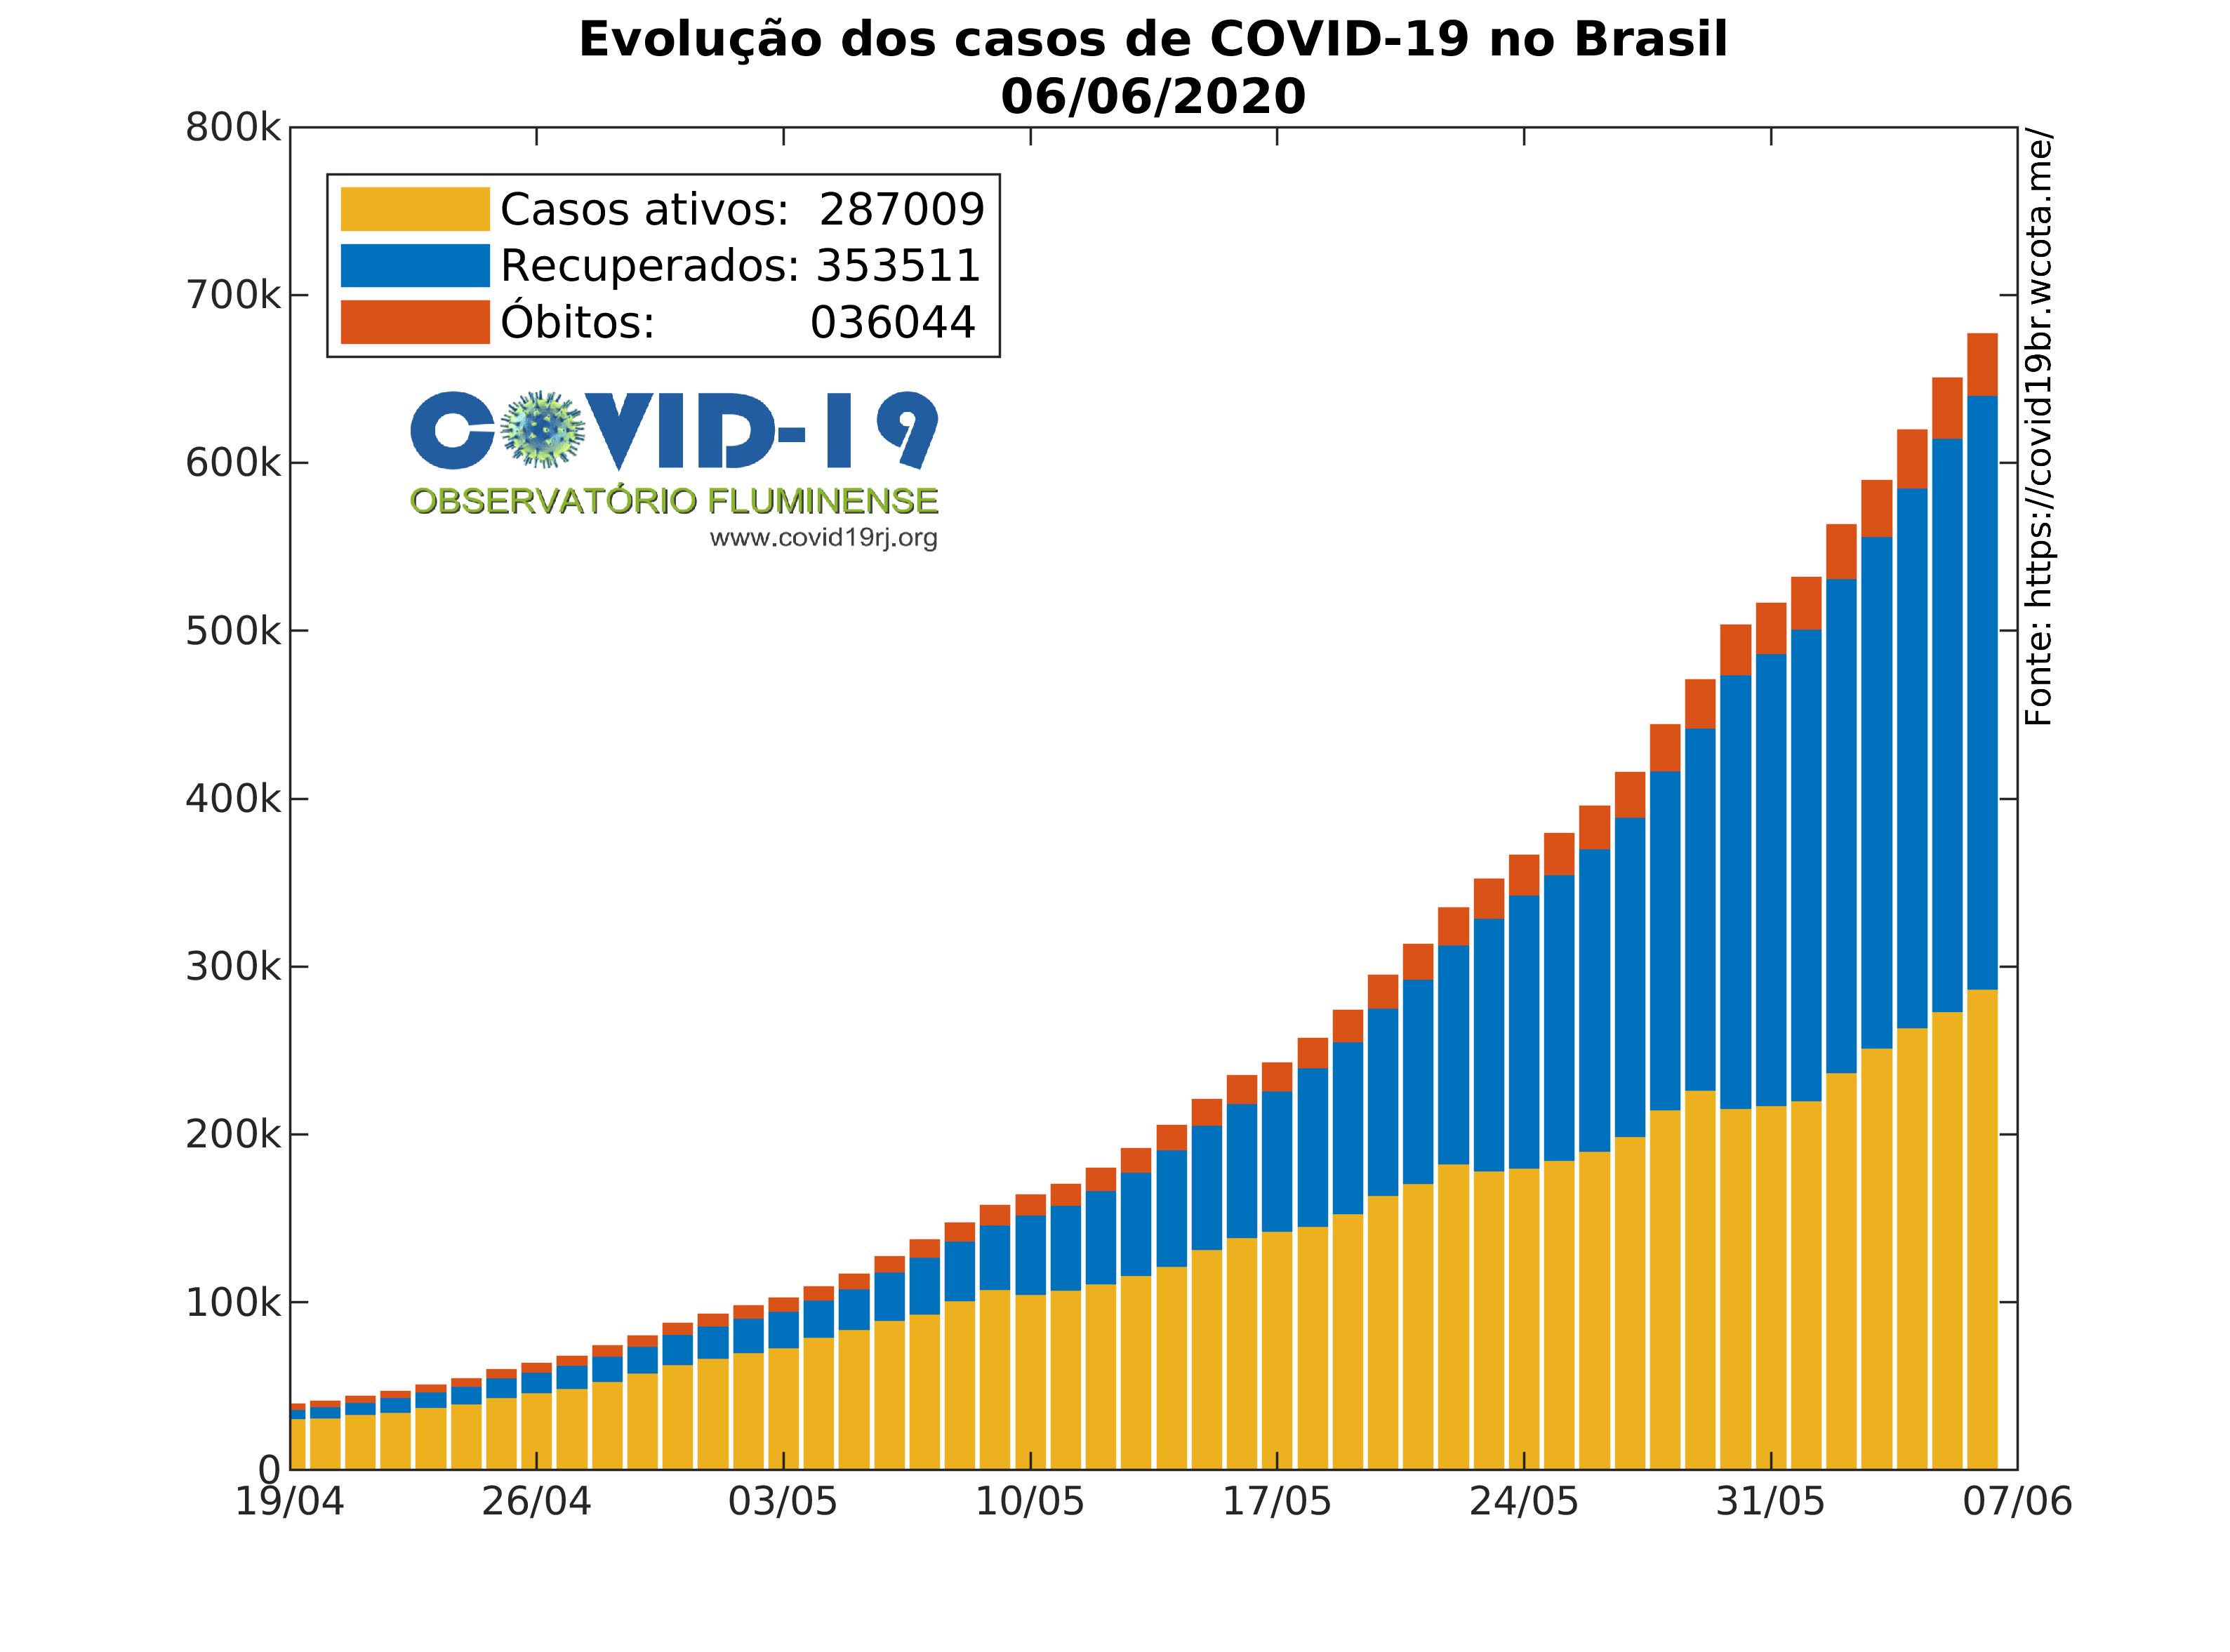 Evolução dos casos de COVID-19 no Brasil
06/06/2020
800k
700k
600k
500k
400k
300k
200k
100k
0
Casos ativos: 287009
Recuperados: 353511
Óbitos: 036044
COVID-19
OBSERVATÓRIO FLUMINENSE
www.covid19rj.org
Fonte: https://covid19br.wcota.me/
19/04 26/04 03/05 10/05 17/05 24/05 31/05 07/06